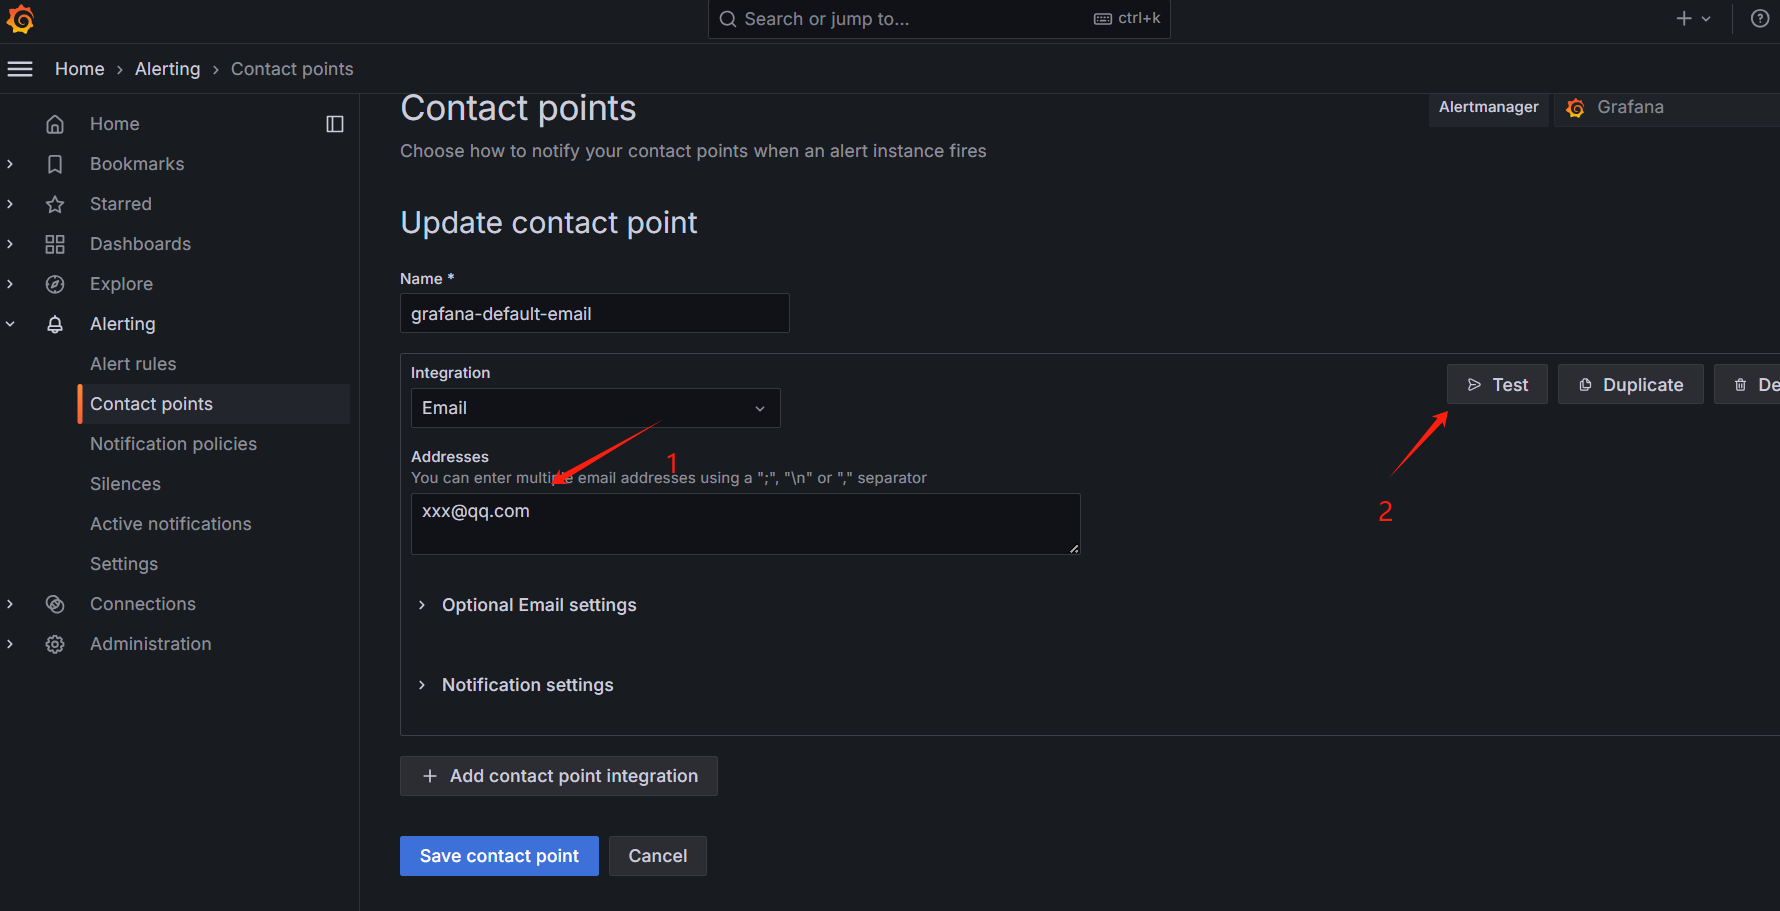 Search or jump to...
ctrl+k
Home
Alerting
Contact points
Home
Bookmarks
Starred
Dashboards
Explore
Alerting
Alert rules
Contact points
Notification policies
Silences
Active notifications
Settings
Connections
Administration
Contact points
Alertmanager
Grafana
Choose how to notify your contact points when an alert instance fires
Update contact point
Name *
grafana-default-email
Integration
Test
Duplicate
De
Email
Addresses
1
You can enter multiple email addresses using a ";", "\n" or "," separator
2
xxx@qq.com
Optional Email settings
Notification settings
Add contact point integration
Save contact point
Cancel